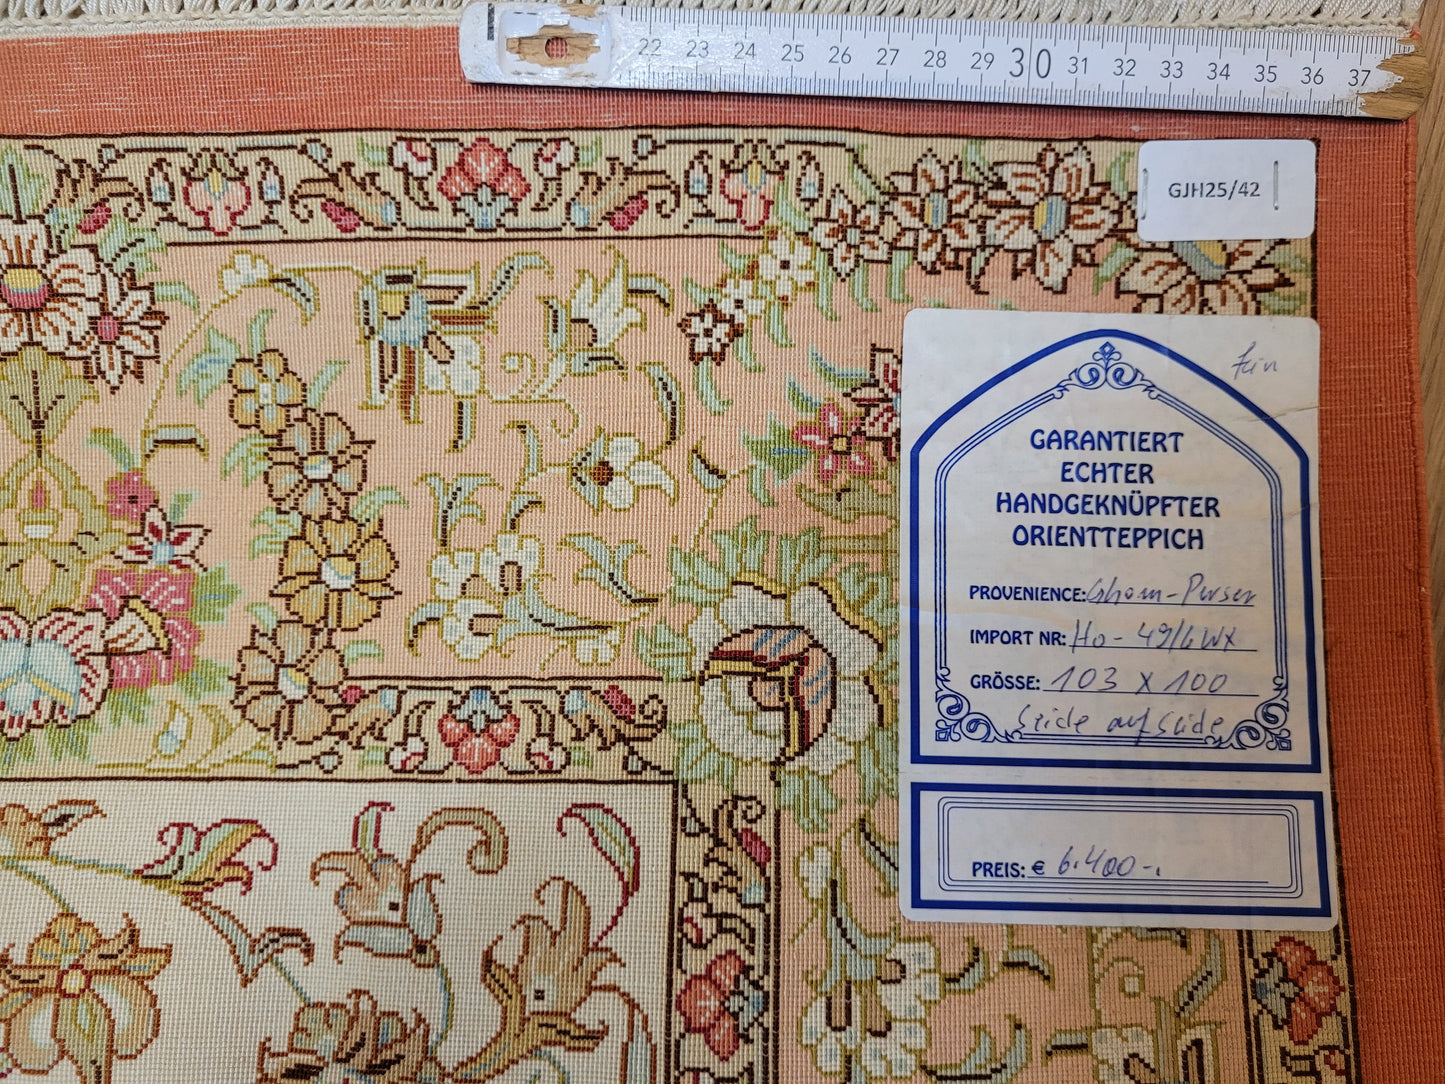 22 23 24 25 26 27 28 29 30 31 32 33 34 35 36 37
GJH25/42
fein
GARANTIERT
ECHTER
HANDGEKNÜPFTER
ORIENTTEPPICH
PROVENIENCE: Ghom-Perser
IMPORT NR: Ho-49/6WX
GRÖSSE: 103 x 100
Seide auf Seide
PREIS: € 6.400-.